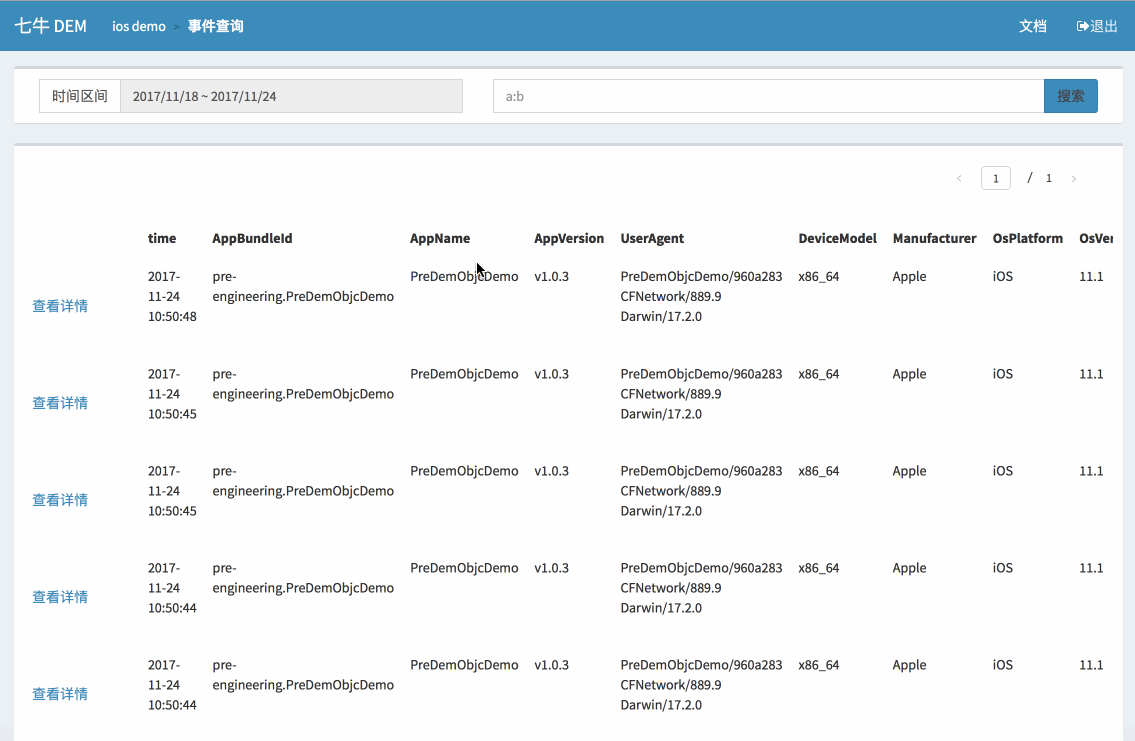 七牛 DEM ios demo > 事件查询 文档 退出
时间区间 2017/11/18 ~ 2017/11/24 a:b 搜索
< 1 / 1 >
time AppBundleId AppName AppVersion UserAgent DeviceModel Manufacturer OsPlatform OsVer
2017- pre- PreDemObjcDemo v1.0.3 PreDemObjcDemo/960a283 x86_64 Apple iOS 11.1
11-24 engineering.PreDemObjcDemo CFNetwork/889.9
查看详情
10:50:48 Darwin/17.2.0
2017- pre- PreDemObjcDemo v1.0.3 PreDemObjcDemo/960a283 x86_64 Apple iOS 11.1
11-24 engineering.PreDemObjcDemo CFNetwork/889.9
查看详情
10:50:45 Darwin/17.2.0
2017- pre- PreDemObjcDemo v1.0.3 PreDemObjcDemo/960a283 x86_64 Apple iOS 11.1
11-24 engineering.PreDemObjcDemo CFNetwork/889.9
查看详情
10:50:45 Darwin/17.2.0
2017- pre- PreDemObjcDemo v1.0.3 PreDemObjcDemo/960a283 x86_64 Apple iOS 11.1
11-24 engineering.PreDemObjcDemo CFNetwork/889.9
查看详情
10:50:44 Darwin/17.2.0
2017- pre- PreDemObjcDemo v1.0.3 PreDemObjcDemo/960a283 x86_64 Apple iOS 11.1
11-24 engineering.PreDemObjcDemo CFNetwork/889.9
查看详情
10:50:44 Darwin/17.2.0